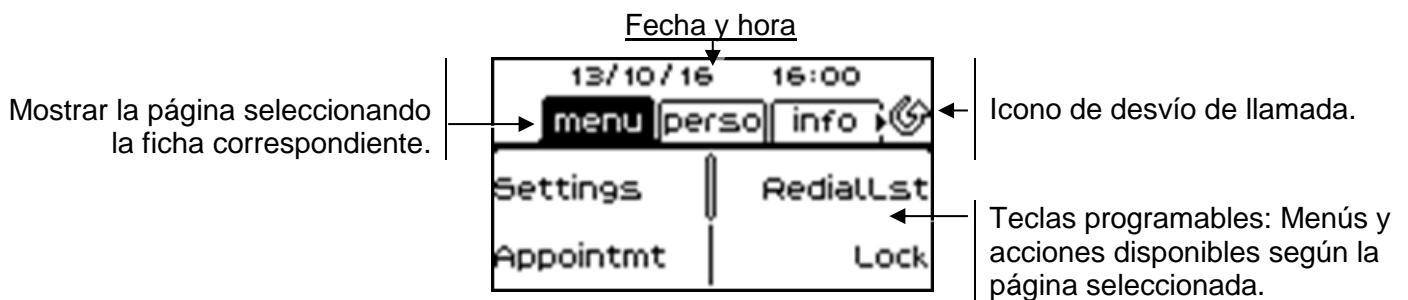 Fecha y hora
13/10/16 16:00
Mostrar la página seleccionando
la ficha correspondiente.
menu perso info
Icono de desvío de llamada.
Settings RedialLst
Appointmt Lock
Teclas programables: Menús y
acciones disponibles según la
página seleccionada.